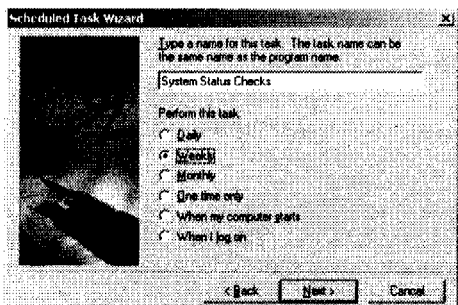 Scheduled Task Wizard
Type a name for this task. The task name can be
the same name as the program name.
System Status Checks
Perform this task:
Daily
Weekly
Monthly
One time only
When my computer starts
When I log on
< Back
Next >
Cancel